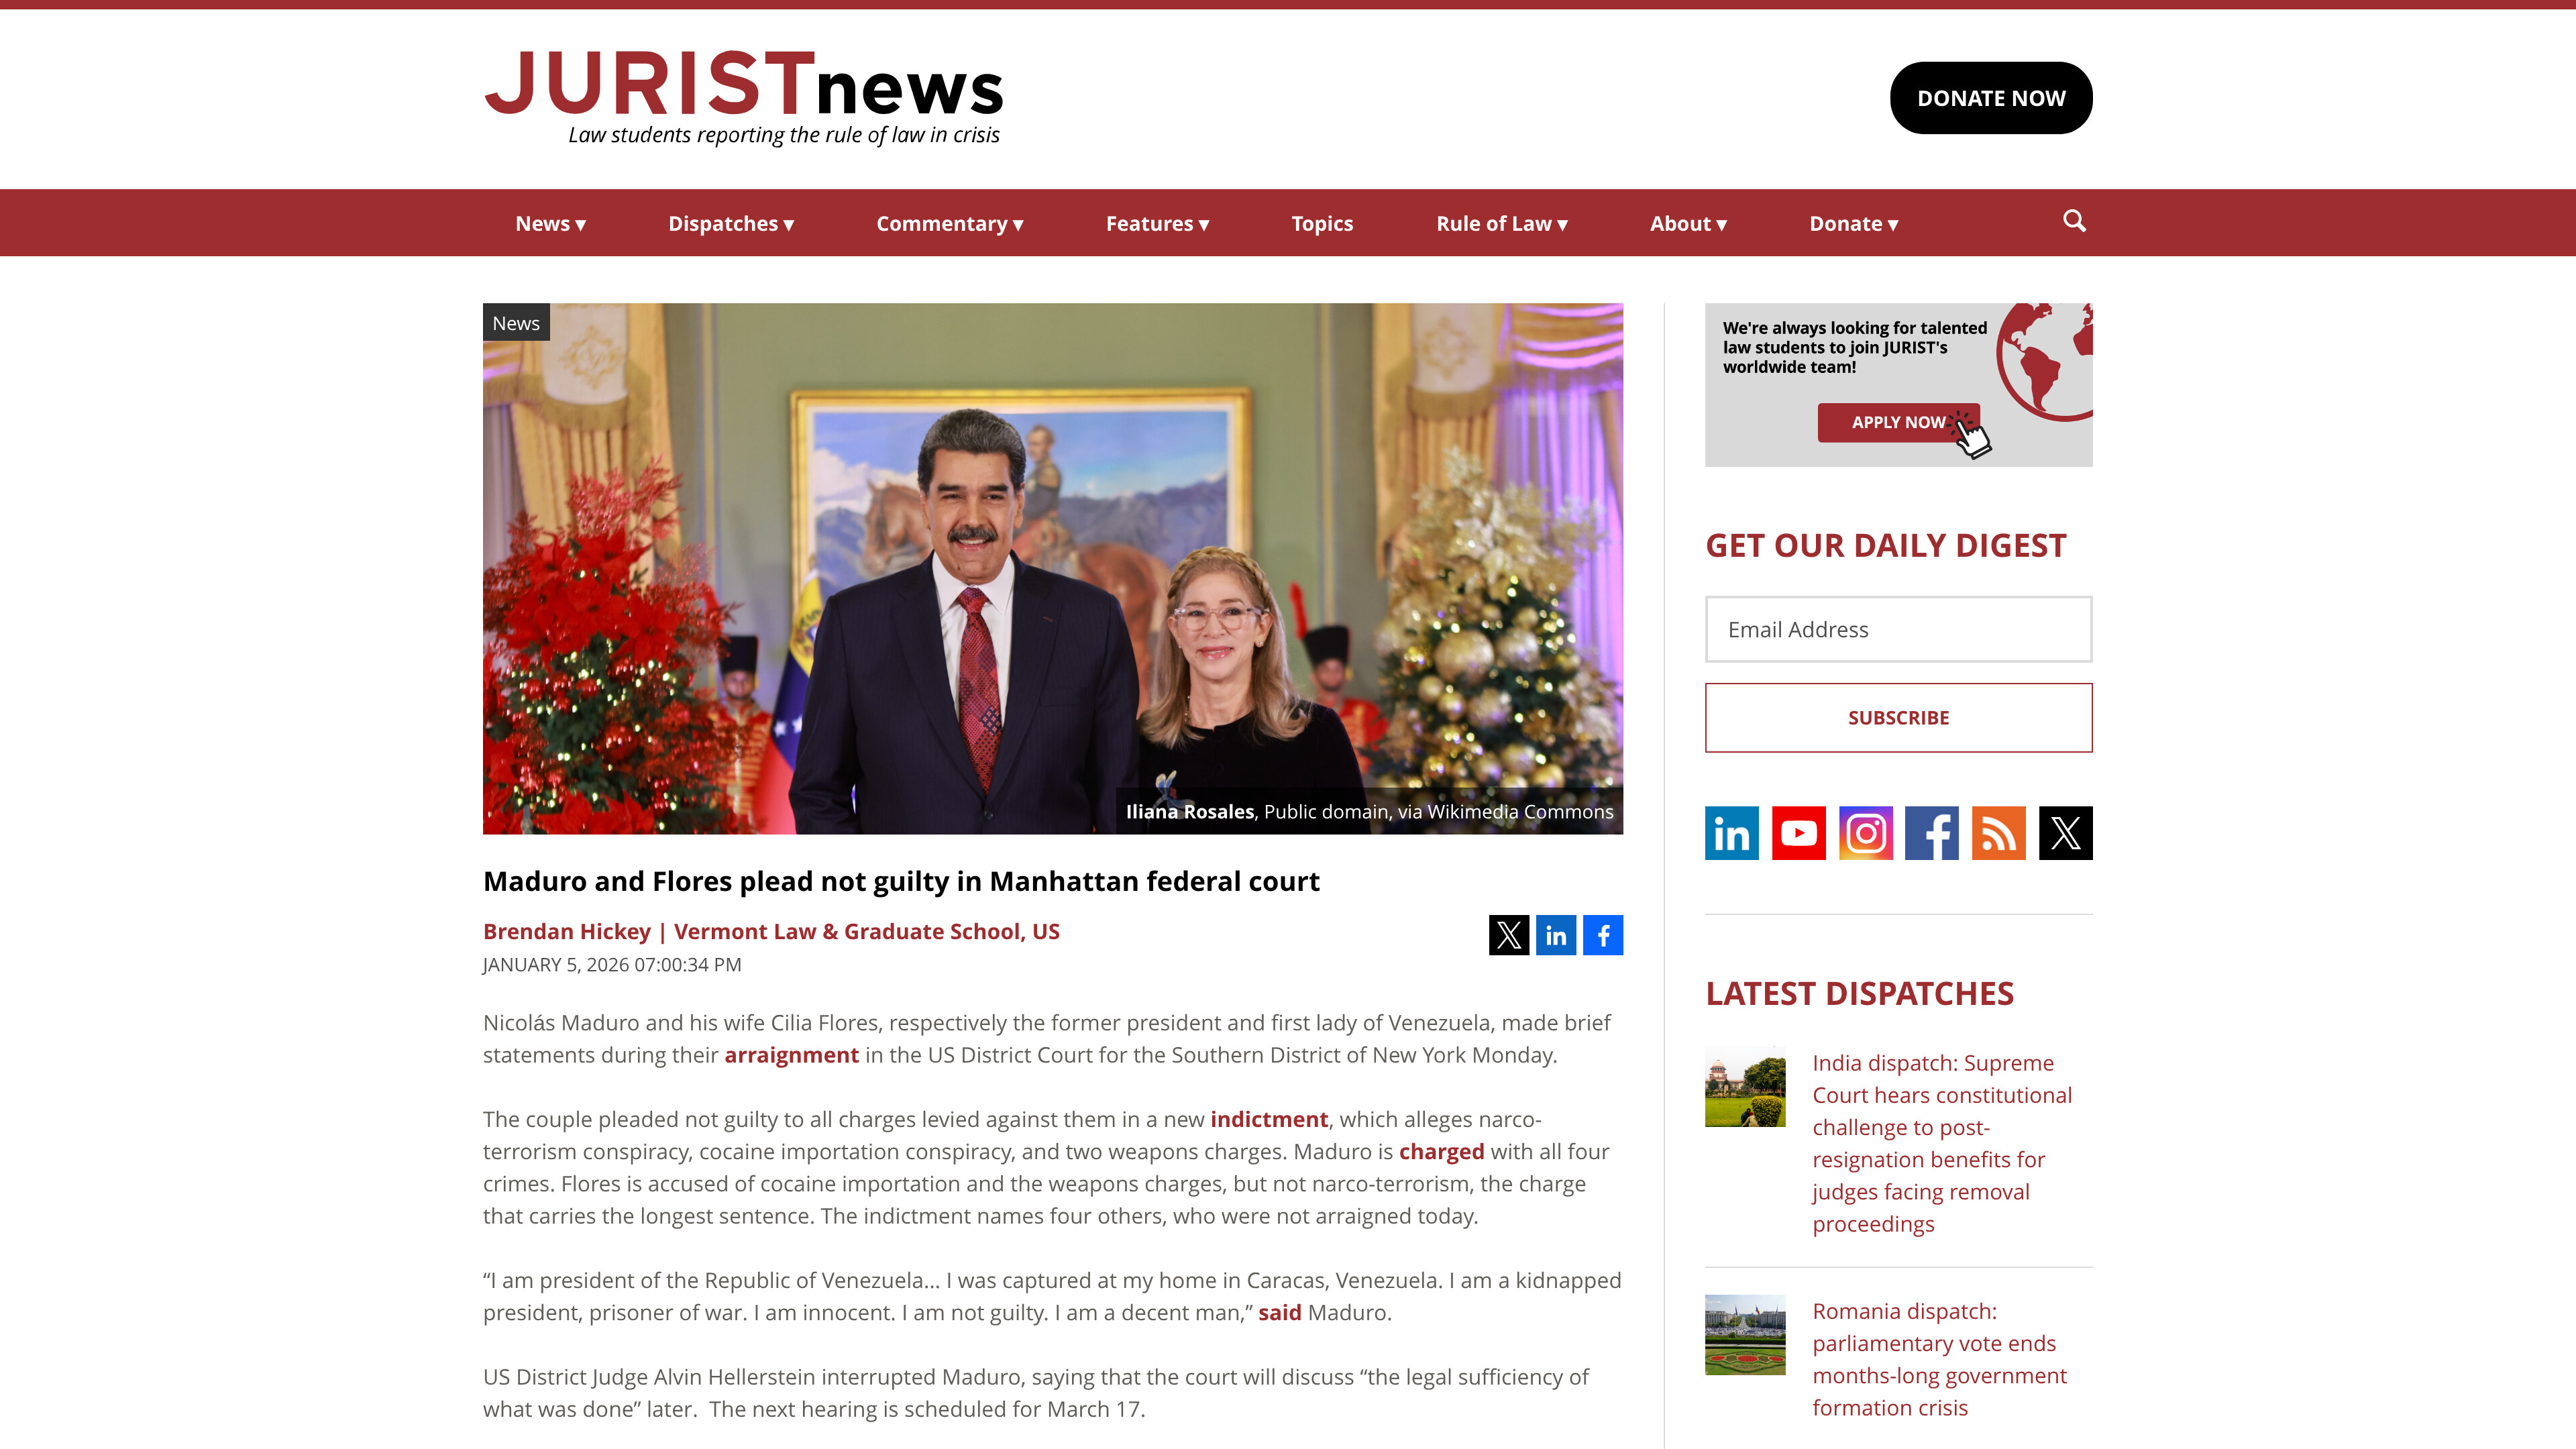 JURISTnews
Law students reporting the rule of law in crisis
DONATE NOW
News ▾
Dispatches ▾
Commentary ▾
Features ▾
Topics
Rule of Law ▾
About ▾
Donate ▾
News
Iliana Rosales, Public domain, via Wikimedia Commons
Maduro and Flores plead not guilty in Manhattan federal court
Brendan Hickey | Vermont Law & Graduate School, US
JANUARY 5, 2026 07:00:34 PM
Nicolás Maduro and his wife Cilia Flores, respectively the former president and first lady of Venezuela, made brief
statements during their arraignment in the US District Court for the Southern District of New York Monday.
The couple pleaded not guilty to all charges levied against them in a new indictment, which alleges narco-
terrorism conspiracy, cocaine importation conspiracy, and two weapons charges. Maduro is charged with all four
crimes. Flores is accused of cocaine importation and the weapons charges, but not narco-terrorism, the charge
that carries the longest sentence. The indictment names four others, who were not arraigned today.
“I am president of the Republic of Venezuela… I was captured at my home in Caracas, Venezuela. I am a kidnapped
president, prisoner of war. I am innocent. I am not guilty. I am a decent man,” said Maduro.
US District Judge Alvin Hellerstein interrupted Maduro, saying that the court will discuss “the legal sufficiency of
what was done” later.  The next hearing is scheduled for March 17.
We're always looking for talented
law students to join JURIST's
worldwide team!
APPLY NOW
GET OUR DAILY DIGEST
Email Address
SUBSCRIBE
LATEST DISPATCHES
India dispatch: Supreme
Court hears constitutional
challenge to post-
resignation benefits for
judges facing removal
proceedings
Romania dispatch:
parliamentary vote ends
months-long government
formation crisis